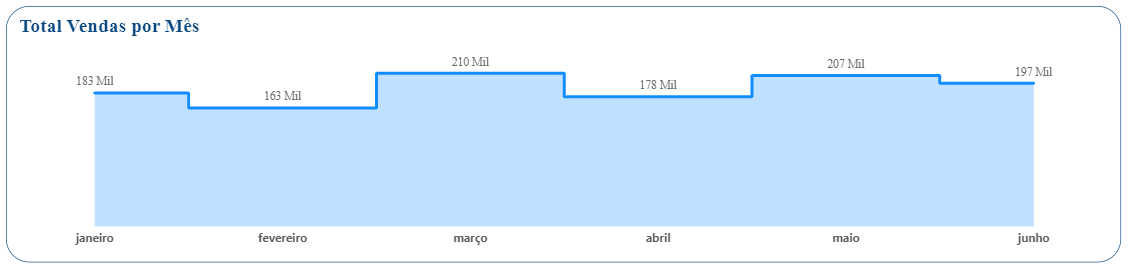 Total Vendas por Mês
183 Mil
163 Mil
210 Mil
178 Mil
207 Mil
197 Mil
janeiro
fevereiro
março
abril
maio
junho